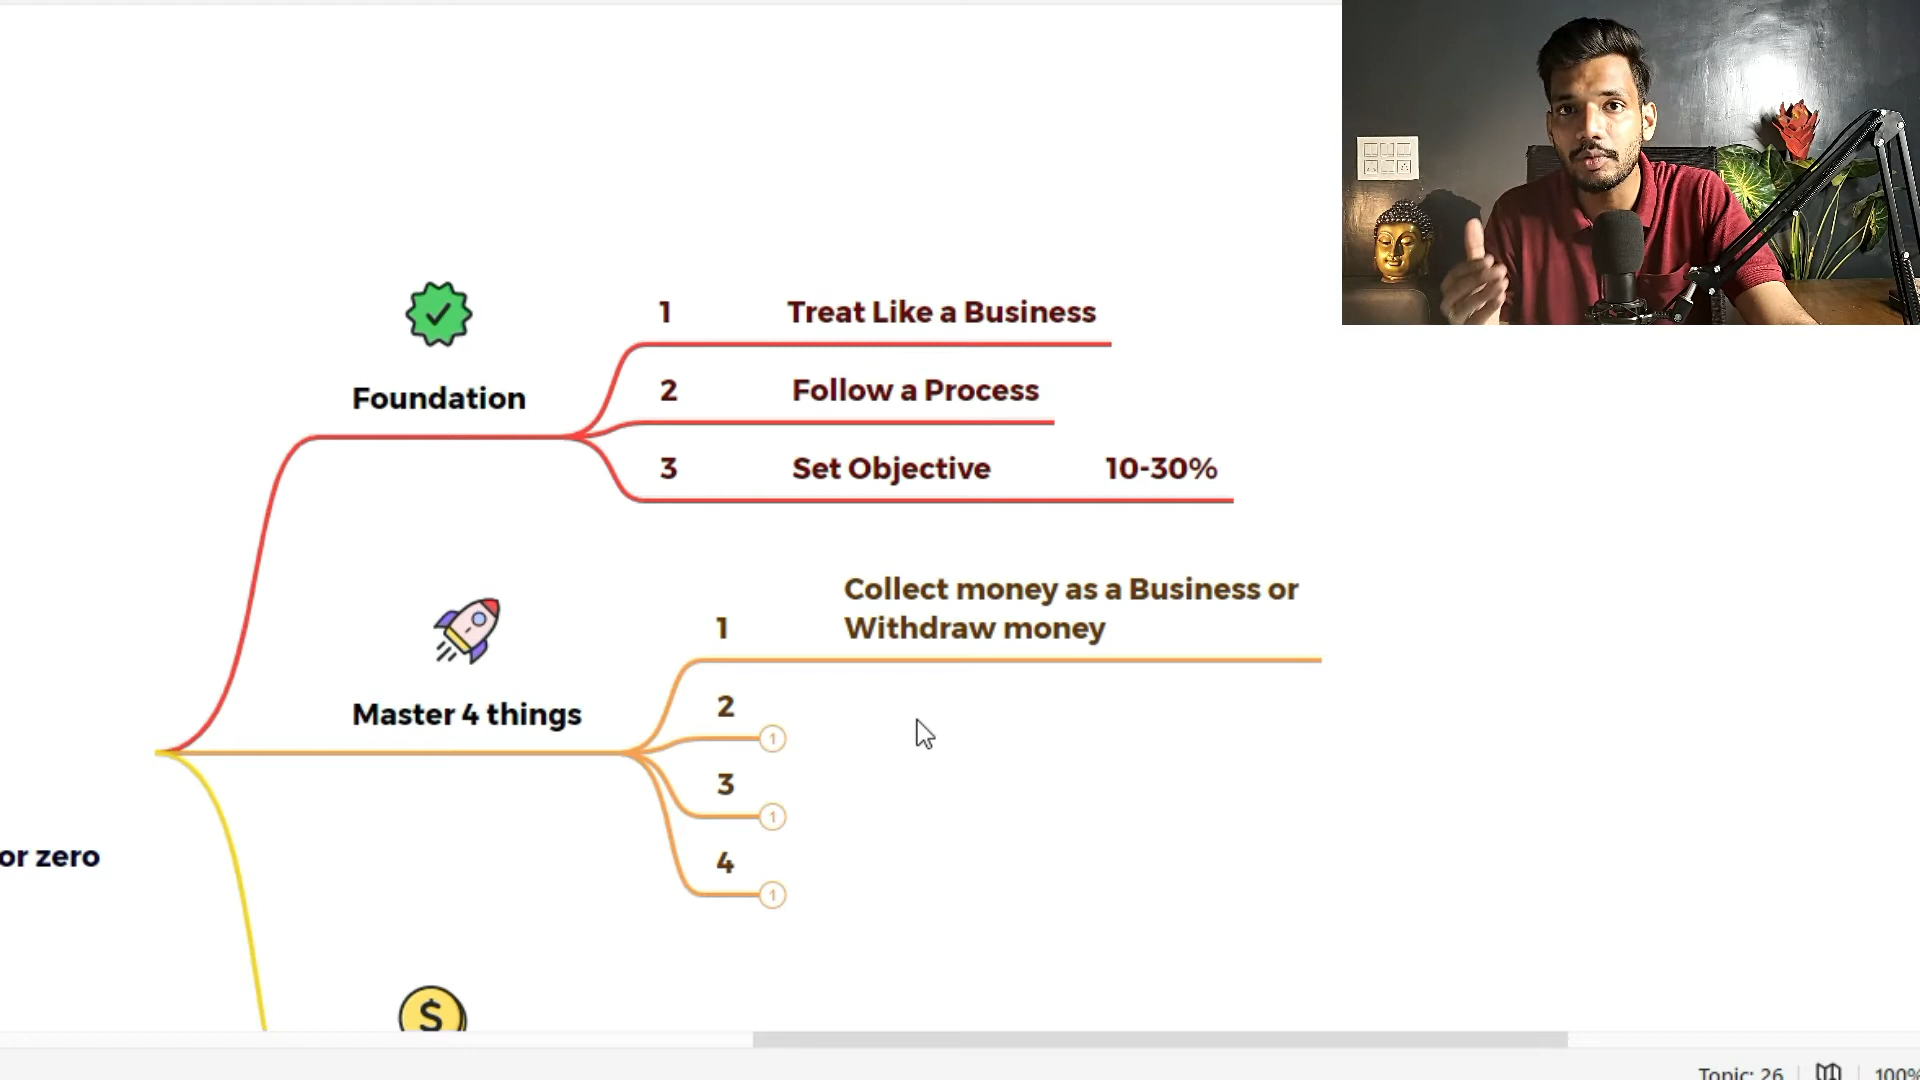 Foundation
1 Treat Like a Business
2 Follow a Process
3 Set Objective 10-30%
Master 4 things
1 Collect money as a Business or
Withdraw money
2
1
3
1
4
1
or zero
$
Topic: 26
100%